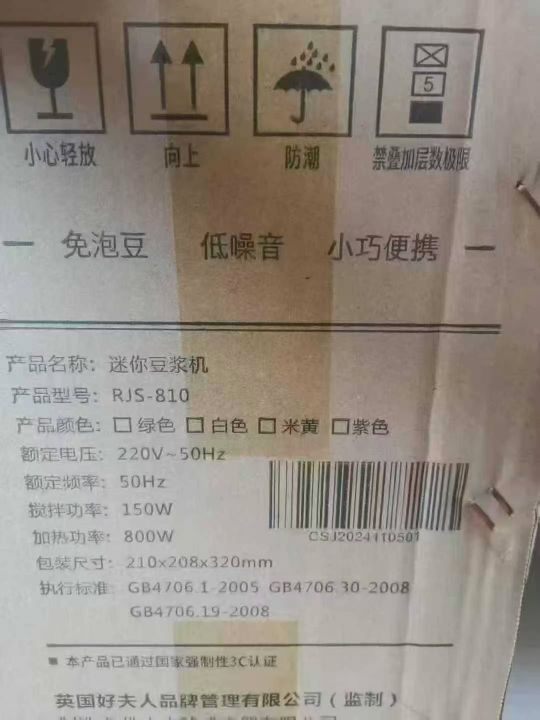 5
小心轻放 向上 防潮 禁叠加层数极限
免泡豆 低噪音 小巧便携
产品名称：迷你豆浆机
产品型号：RJS-810
产品颜色：□绿色 □白色 □米黄 □紫色
额定电压：220V~50Hz
额定频率：50Hz
搅拌功率：150W
加热功率：800W
CSJ2024110501
包装尺寸：210x208x320mm
执行标准：GB4706.1-2005 GB4706.30-2008
GB4706.19-2008
■ 本产品已通过国家强制性3C认证
英国好夫人品牌管理有限公司（监制）